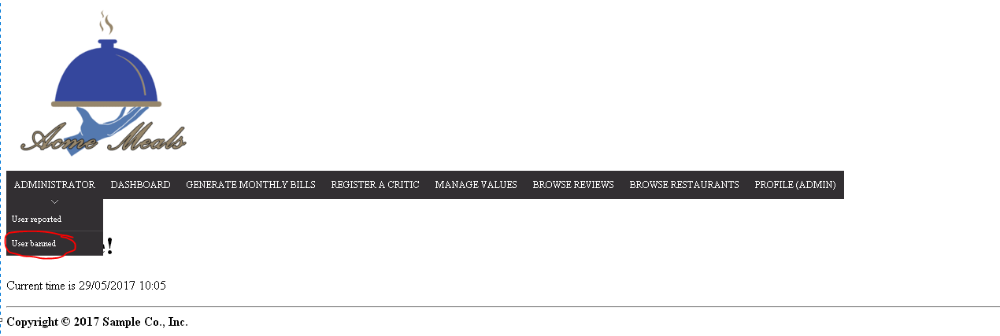 Acme Meals
ADMINISTRATOR DASHBOARD GENERATE MONTHLY BILLS REGISTER A CRITIC MANAGE VALUES BROWSE REVIEWS BROWSE RESTAURANTS PROFILE (ADMIN)
User reported
User banned
!
Current time is 29/05/2017 10:05
Copyright © 2017 Sample Co., Inc.